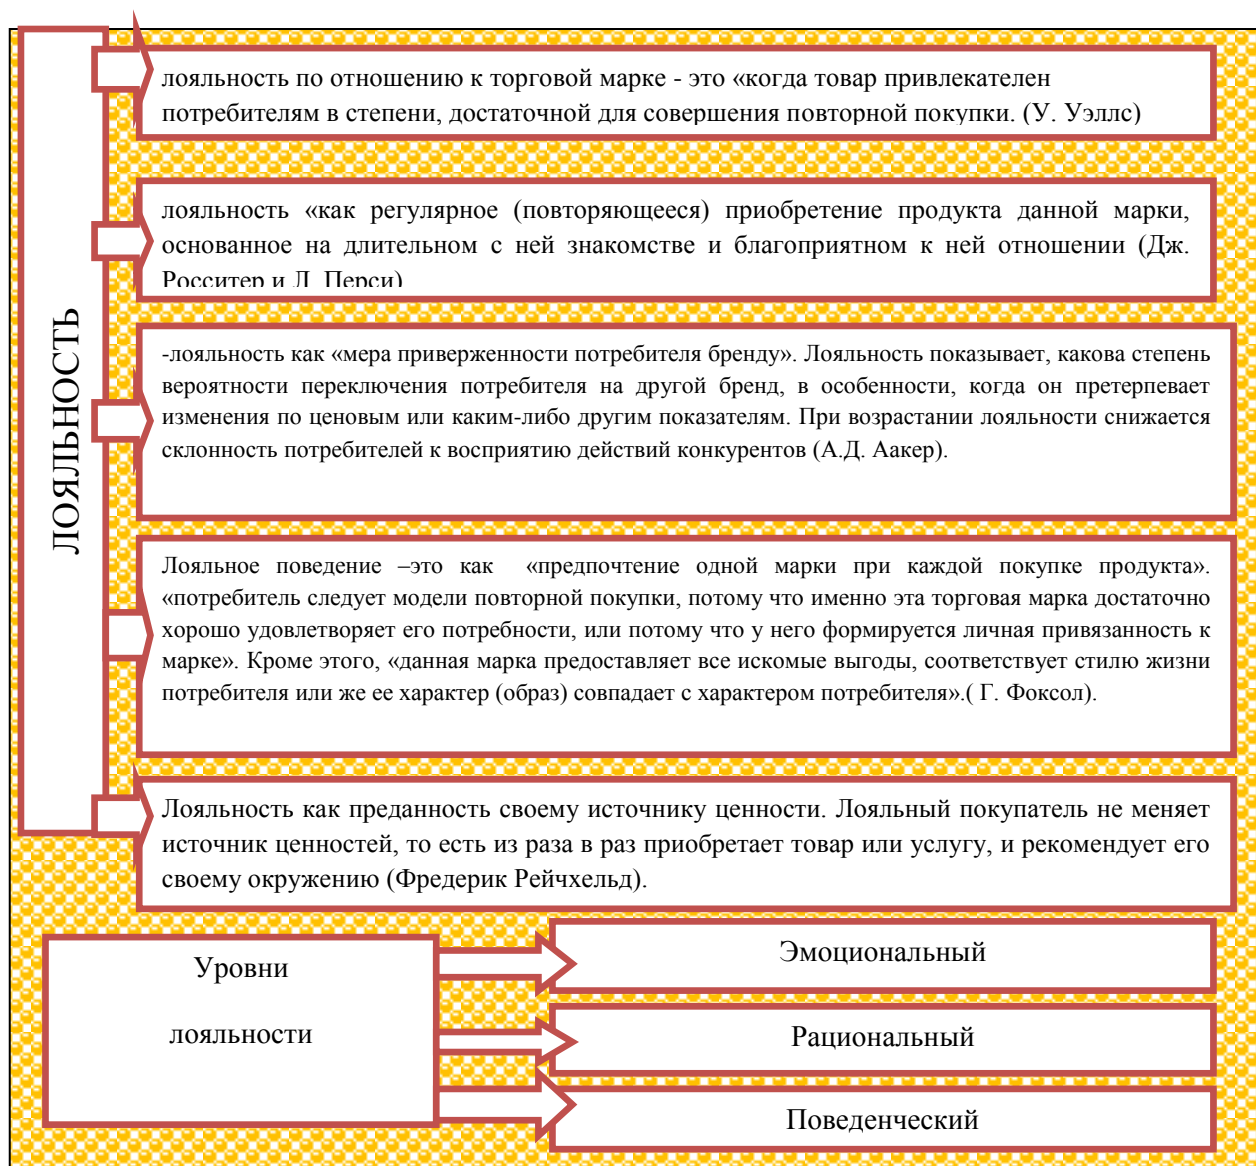 ЛОЯЛЬНОСТЬ
лояльность по отношению к торговой марке - это «когда товар привлекателен
потребителям в степени, достаточной для совершения повторной покупки. (У. Уэллс)
лояльность «как регулярное (повторяющееся) приобретение продукта данной марки,
основанное на длительном с ней знакомстве и благоприятном к ней отношении (Дж.
Росситер и Л. Перси)
-лояльность как «мера приверженности потребителя бренду». Лояльность показывает, какова степень
вероятности переключения потребителя на другой бренд, в особенности, когда он претерпевает
изменения по ценовым или каким-либо другим показателям. При возрастании лояльности снижается
склонность потребителей к восприятию действий конкурентов (А.Д. Аакер).
Лояльное поведение –это как «предпочтение одной марки при каждой покупке продукта».
«потребитель следует модели повторной покупки, потому что именно эта торговая марка достаточно
хорошо удовлетворяет его потребности, или потому что у него формируется личная привязанность к
марке». Кроме этого, «данная марка предоставляет все искомые выгоды, соответствует стилю жизни
потребителя или же ее характер (образ) совпадает с характером потребителя».( Г. Фоксол).
Лояльность как преданность своему источнику ценности. Лояльный покупатель не меняет
источник ценностей, то есть из раза в раз приобретает товар или услугу, и рекомендует его
своему окружению (Фредерик Рейчхельд).
Уровни
лояльности
Эмоциональный
Рациональный
Поведенческий